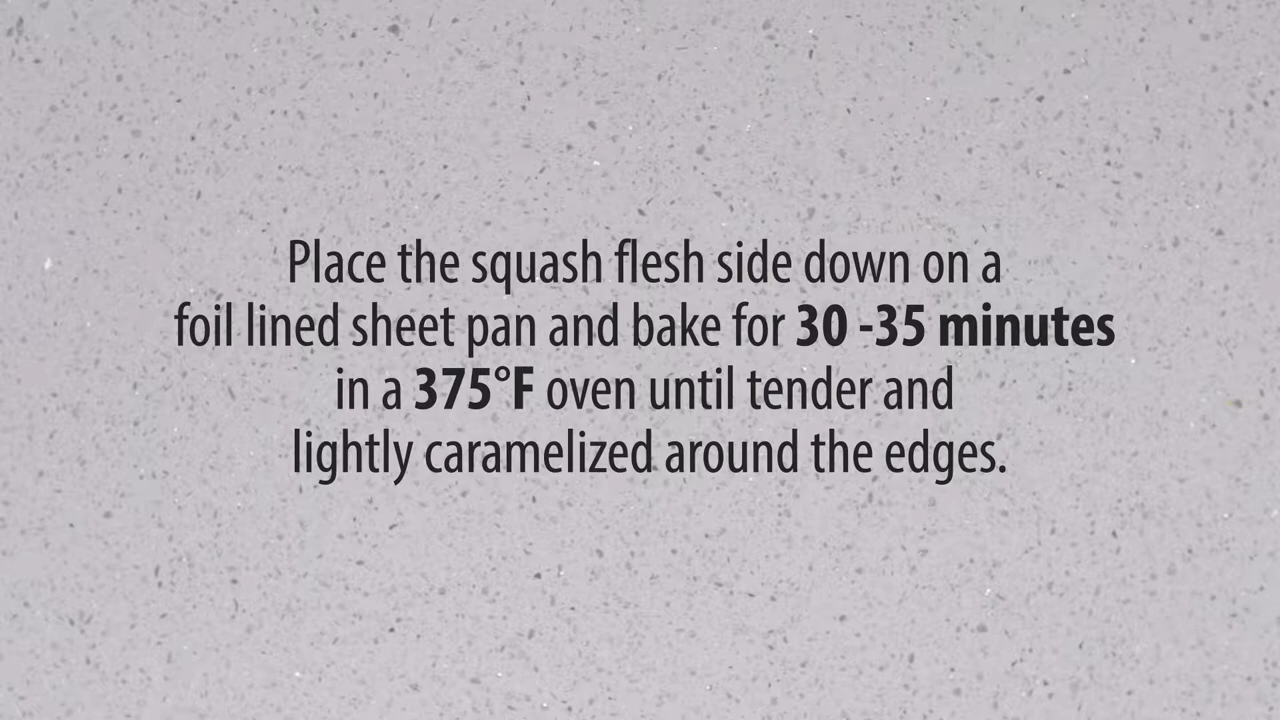 Place the squash flesh side down on a
foil lined sheet pan and bake for 30 -35 minutes
in a 375°F oven until tender and
lightly caramelized around the edges.